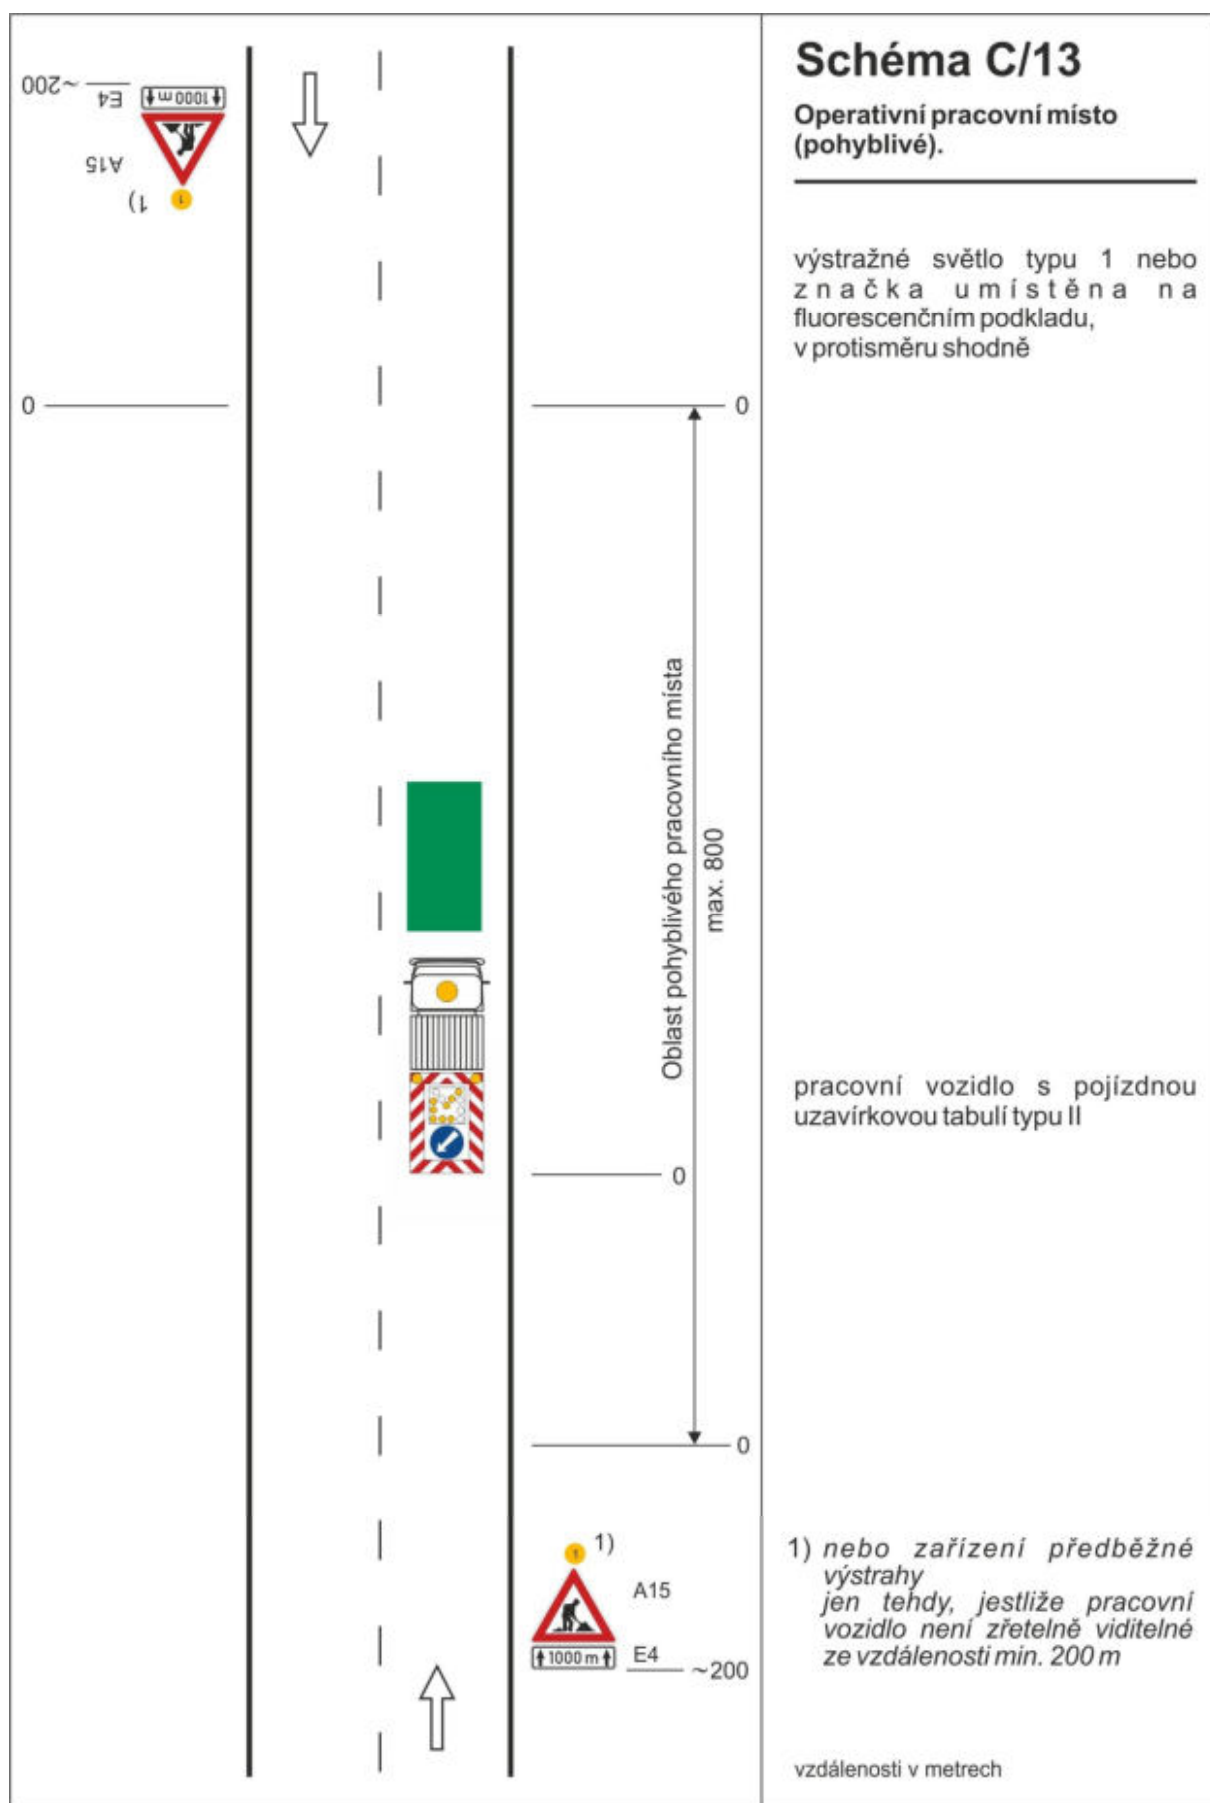 Schéma C/13
Operativní pracovní místo
(pohyblivé).
výstražné světlo typu 1 nebo
značka umístěna na
fluorescenčním podkladu,
v protisměru shodně
~200
E4
1000 m
A15
1)
1
0
0
Oblast pohyblivého pracovního místa
max. 800
pracovní vozidlo s pojízdnou
uzavírkovou tabulí typu II
0
0
1
1)
A15
1000 m
E4
~200
1) nebo zařízení předběžné
výstrahy
jen tehdy, jestliže pracovní
vozidlo není zřetelně viditelné
ze vzdálenosti min. 200 m
vzdálenosti v metrech